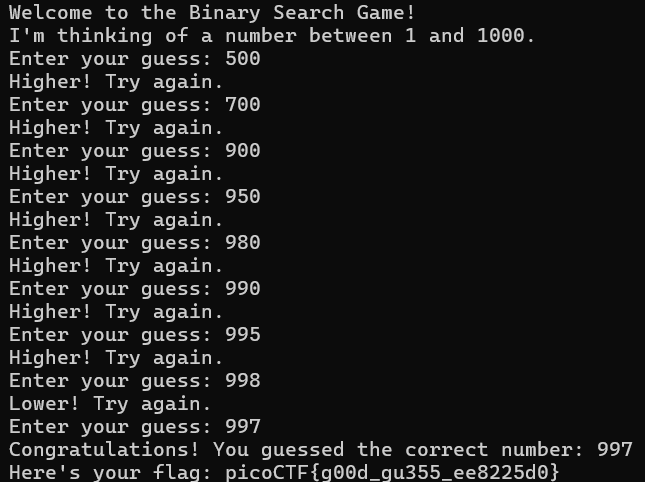 Welcome to the Binary Search Game!
I'm thinking of a number between 1 and 1000.
Enter your guess: 500
Higher! Try again.
Enter your guess: 700
Higher! Try again.
Enter your guess: 900
Higher! Try again.
Enter your guess: 950
Higher! Try again.
Enter your guess: 980
Higher! Try again.
Enter your guess: 990
Higher! Try again.
Enter your guess: 995
Higher! Try again.
Enter your guess: 998
Lower! Try again.
Enter your guess: 997
Congratulations! You guessed the correct number: 997
Here's your flag: picoCTF{g00d_gu355_ee8225d0}